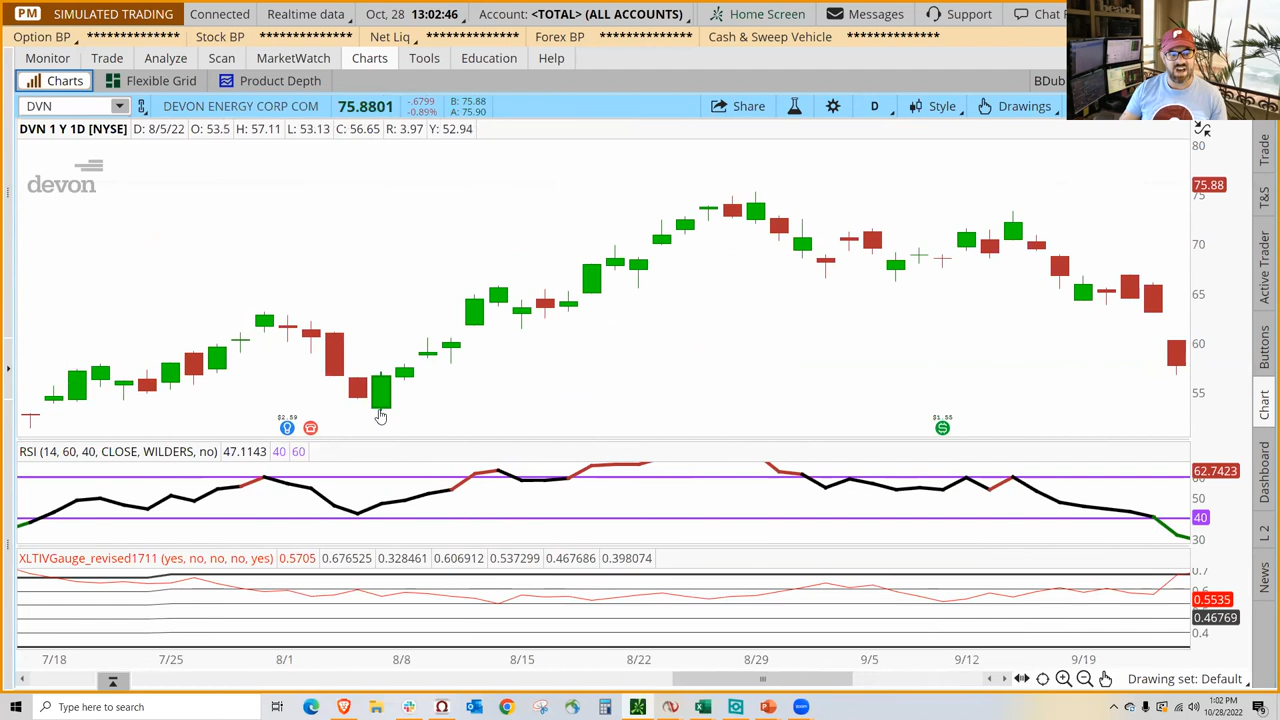 PM SIMULATED TRADING Connected Realtime data Oct, 28 13:02:46 Account: <TOTAL> (ALL ACCOUNTS) Home Screen Messages Support Chat
Option BP ************** Stock BP ************** Net Liq ************** Forex BP ************** Cash & Sweep Vehicle **************
Monitor Trade Analyze Scan MarketWatch Charts Tools Education Help
Charts Flexible Grid Product Depth BDub
DVN DEVON ENERGY CORP COM 75.8801 -.6799 -0.89% B: 75.88 A: 75.90 Share D Style Drawings
DVN 1 Y 1D [NYSE] D: 8/5/22 O: 53.5 H: 57.11 L: 53.13 C: 56.65 R: 3.97 Y: 52.94
devon
80
75.88
75
70
65
60
55
$2.59 $1.55
RSI (14, 60, 40, CLOSE, WILDERS, no) 47.1143 40 60
62.7423
60
50
40
30
XLTIVGauge_revised1711 (yes, no, no, no, yes) 0.5705 0.676525 0.328461 0.606912 0.537299 0.467686 0.398074
0.7
0.6
0.5535
0.46769
0.4
7/18 7/25 8/1 8/8 8/15 8/22 8/29 9/5 9/12 9/19
Drawing set: Default
Trade
T&S
Active Trader
Buttons
Chart
Dashboard
L 2
News
Type here to search
1:02 PM
10/28/2022